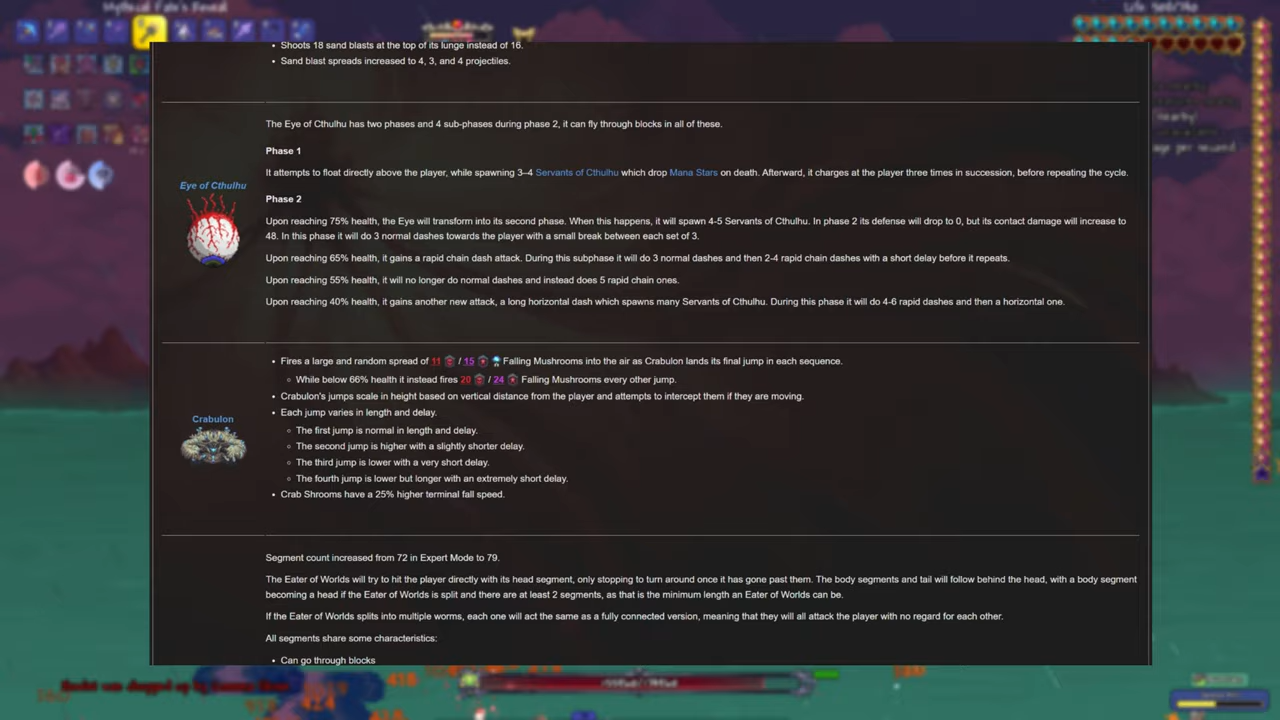 Mythical Fate's Reveal
Shoots 18 sand blasts at the top of its lunge instead of 16.
Sand blast spreads increased to 4, 3, and 4 projectiles.
Eye of Cthulhu
The Eye of Cthulhu has two phases and 4 sub-phases during phase 2, it can fly through blocks in all of these.
Phase 1
It attempts to float directly above the player, while spawning 3–4 Servants of Cthulhu which drop Mana Stars on death. Afterward, it charges at the player three times in succession, before repeating the cycle.
Phase 2
Upon reaching 75% health, the Eye will transform into its second phase. When this happens, it will spawn 4-5 Servants of Cthulhu. In phase 2 its defense will drop to 0, but its contact damage will increase to
48. In this phase it will do 3 normal dashes towards the player with a small break between each set of 3.
Upon reaching 65% health, it gains a rapid chain dash attack. During this subphase it will do 3 normal dashes and then 2-4 rapid chain dashes with a short delay before it repeats.
Upon reaching 55% health, it will no longer do normal dashes and instead does 5 rapid chain ones.
Upon reaching 40% health, it gains another new attack, a long horizontal dash which spawns many Servants of Cthulhu. During this phase it will do 4-6 rapid dashes and then a horizontal one.
Crabulon
Fires a large and random spread of 11 / 15 Falling Mushrooms into the air as Crabulon lands its final jump in each sequence.
While below 66% health it instead fires 20 / 24 Falling Mushrooms every other jump.
Crabulon's jumps scale in height based on vertical distance from the player and attempts to intercept them if they are moving.
Each jump varies in length and delay.
The first jump is normal in length and delay.
The second jump is higher with a slightly shorter delay.
The third jump is lower with a very short delay.
The fourth jump is lower but longer with an extremely short delay.
Crab Shrooms have a 25% higher terminal fall speed.
Segment count increased from 72 in Expert Mode to 79.
The Eater of Worlds will try to hit the player directly with its head segment, only stopping to turn around once it has gone past them. The body segments and tail will follow behind the head, with a body segment
becoming a head if the Eater of Worlds is split and there are at least 2 segments, as that is the minimum length an Eater of Worlds can be.
If the Eater of Worlds splits into multiple worms, each one will act the same as a fully connected version, meaning that they will all attack the player with no regard for each other.
All segments share some characteristics:
Can go through blocks